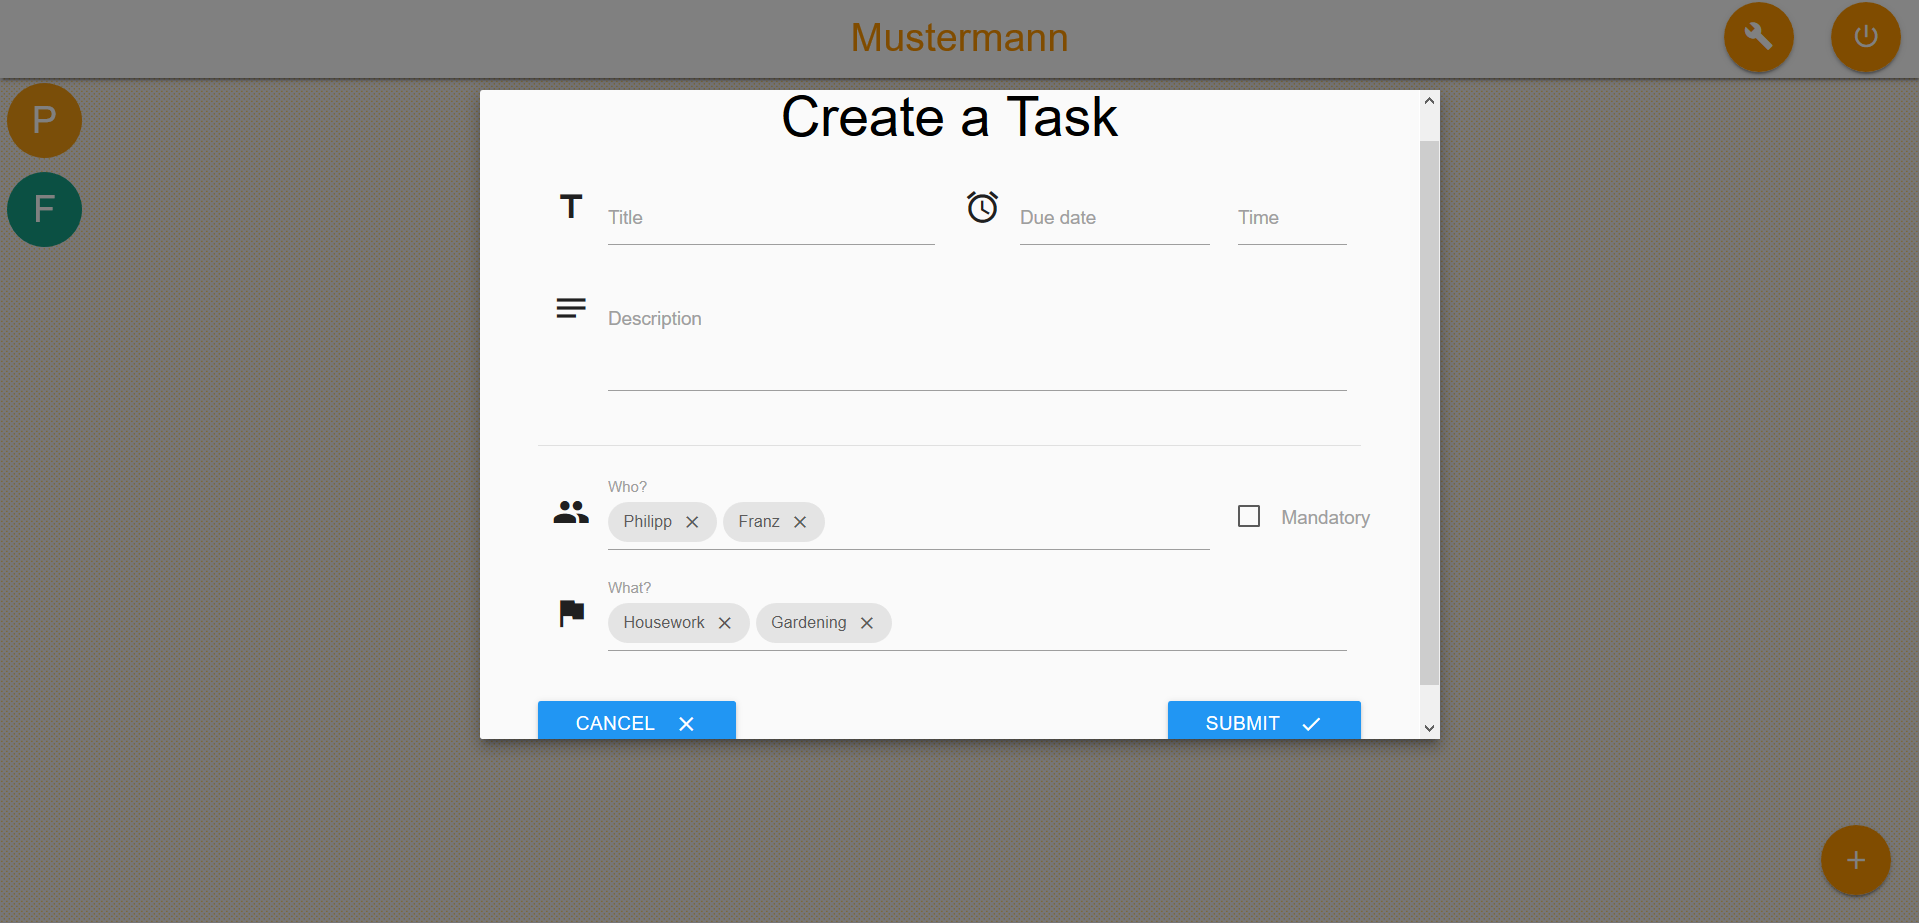 Mustermann
P
F
Create a Task
Title
Due date
Time
Description
Who?
Philipp
Franz
Mandatory
What?
Housework
Gardening
CANCEL
SUBMIT